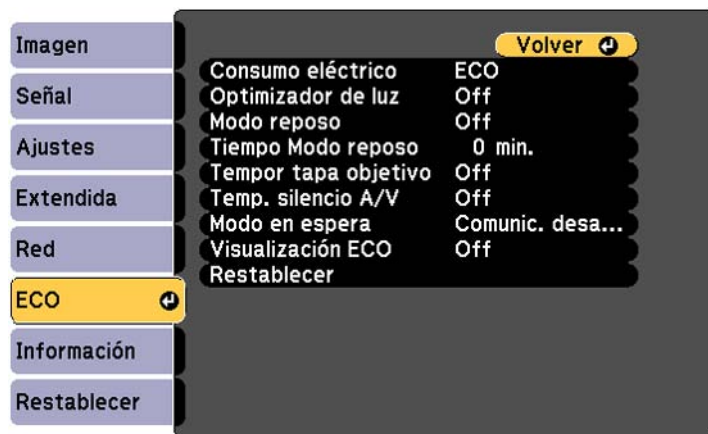 Imagen
Señal
Ajustes
Extendida
Red
ECO
Información
Restablecer
Volver
Consumo eléctrico ECO
Optimizador de luz Off
Modo reposo Off
Tiempo Modo reposo 0 min.
Tempor tapa objetivo Off
Temp. silencio A/V Off
Modo en espera Comunic. desa...
Visualización ECO Off
Restablecer